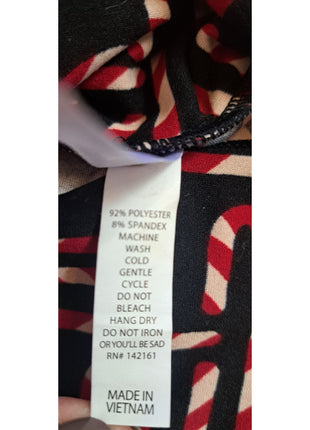 92% POLYESTER
8% SPANDEX
MACHINE
WASH
COLD
GENTLE
CYCLE
DO NOT
BLEACH
HANG DRY
DO NOT IRON
OR YOU'LL BE SAD
RN# 142161
MADE IN
VIETNAM